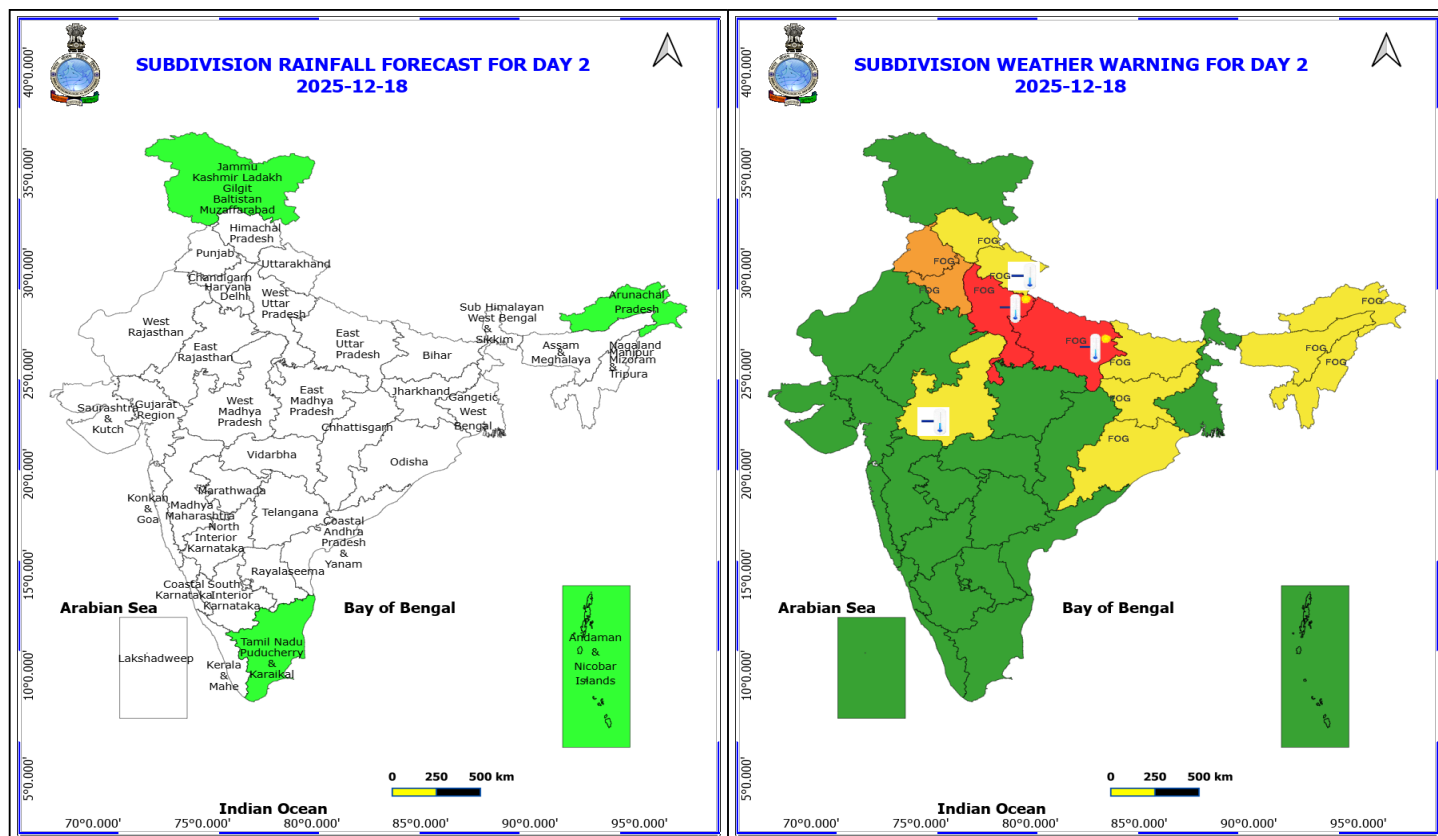 SUBDIVISION RAINFALL FORECAST FOR DAY 2
2025-12-18
40°0.000'
35°0.000'
30°0.000'
25°0.000'
20°0.000'
15°0.000'
10°0.000'
5°0.000'
Jammu
Kashmir Ladakh
Gilgit
Baltistan
Muzaffarabad
Himachal
Pradesh
Punjab
Uttarakhand
Chandigarh
Haryana
Delhi
West
Uttar
Pradesh
West
Rajasthan
East
Rajasthan
East
Uttar
Pradesh
Bihar
Sub Himalayan
West Bengal
&
Sikkim
Arunachal
Pradesh
Assam
&
Meghalaya
Nagaland
Manipur
Mizoram
&
Tripura
Saurashtra
&
Kutch
Gujarat
Region
West
Madhya
Pradesh
East
Madhya
Pradesh
Jharkhand
Gangetic
West
Bengal
Chhattisgarh
Vidarbha
Odisha
Konkan
&
Goa
Madhya
Maharashtra
Marathwada
Telangana
North
Interior
Karnataka
Coastal
Andhra
Pradesh
&
Yanam
Rayalaseema
Coastal
Karnataka
South
Interior
Karnataka
Arabian Sea
Bay of Bengal
Lakshadweep
Kerala
&
Mahe
Tamil Nadu
Puducherry
&
Karaikal
Andaman
&
Nicobar
Islands
0 250 500 km
Indian Ocean
70°0.000' 75°0.000' 80°0.000' 85°0.000' 90°0.000' 95°0.000'
SUBDIVISION WEATHER WARNING FOR DAY 2
2025-12-18
40°0.000'
35°0.000'
30°0.000'
25°0.000'
20°0.000'
15°0.000'
10°0.000'
5°0.000'
FOG
FOG
FOG
FOG
FOG
FOG
FOG
FOG
FOG
FOG
FOG
FOG
Arabian Sea
Bay of Bengal
0 250 500 km
Indian Ocean
70°0.000' 75°0.000' 80°0.000' 85°0.000' 90°0.000' 95°0.000'